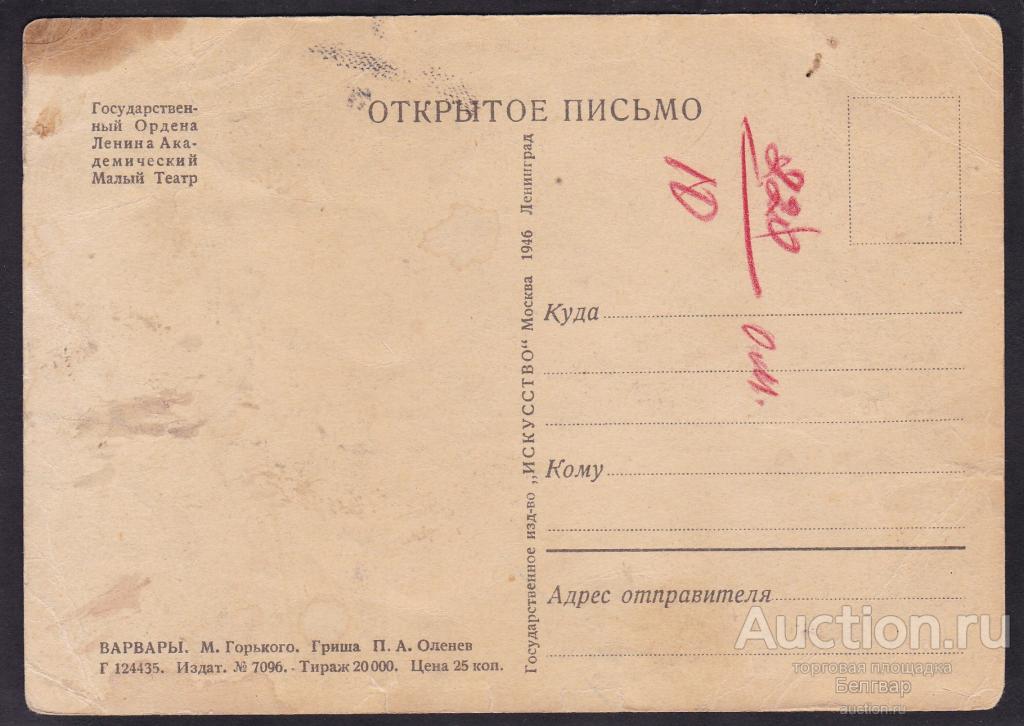 Государствен-
ный Ордена
Ленина Ака-
демический
Малый Театр
ОТКРЫТОЕ ПИСЬМО
Государственное изд-во „ИСКУССТВО“ Москва 1946 Ленинград
Куда
Кому
Адрес отправителя
ВАРВАРЫ. М. Горького. Гриша П. А. Оленев
Г 124435. Издат. № 7096. - Тираж 20 000. Цена 25 коп.
Auction.ru
торговая площадка
Белгвар
auction.ru